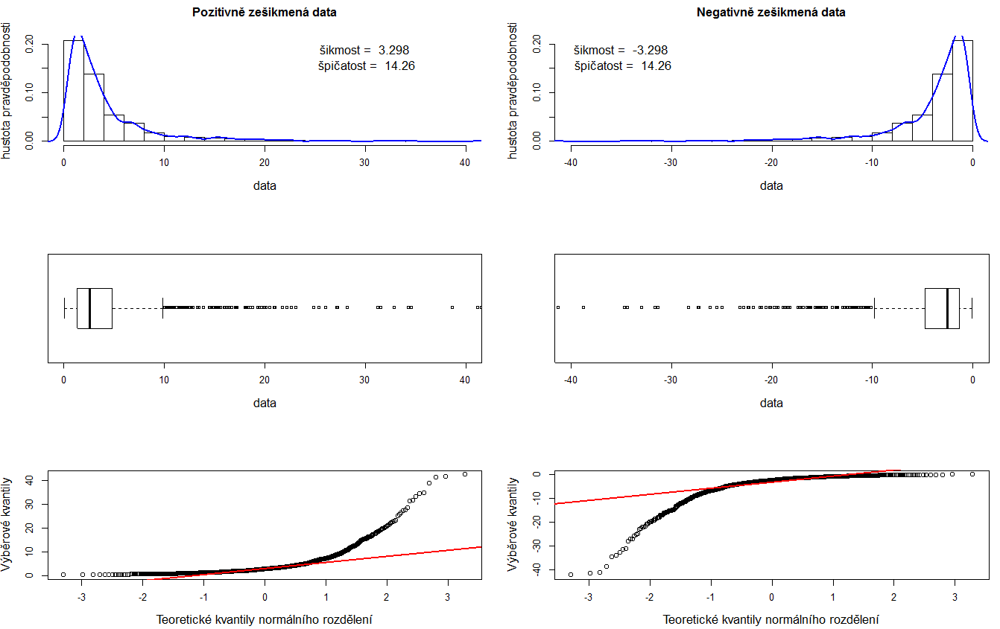 Pozitivně zešikmená data
hustota pravděpodobnosti
0.00 0.10 0.20
šikmost = 3.298
špičatost = 14.26
0 10 20 30 40
data
Negativně zešikmená data
hustota pravděpodobnosti
0.00 0.10 0.20
šikmost = -3.298
špičatost = 14.26
-40 -30 -20 -10 0
data
0 10 20 30 40
data
-40 -30 -20 -10 0
data
Výběrové kvantily
0 10 20 30 40
-3 -2 -1 0 1 2 3
Teoretické kvantily normálního rozdělení
Výběrové kvantily
-40 -30 -20 -10 0
-3 -2 -1 0 1 2 3
Teoretické kvantily normálního rozdělení